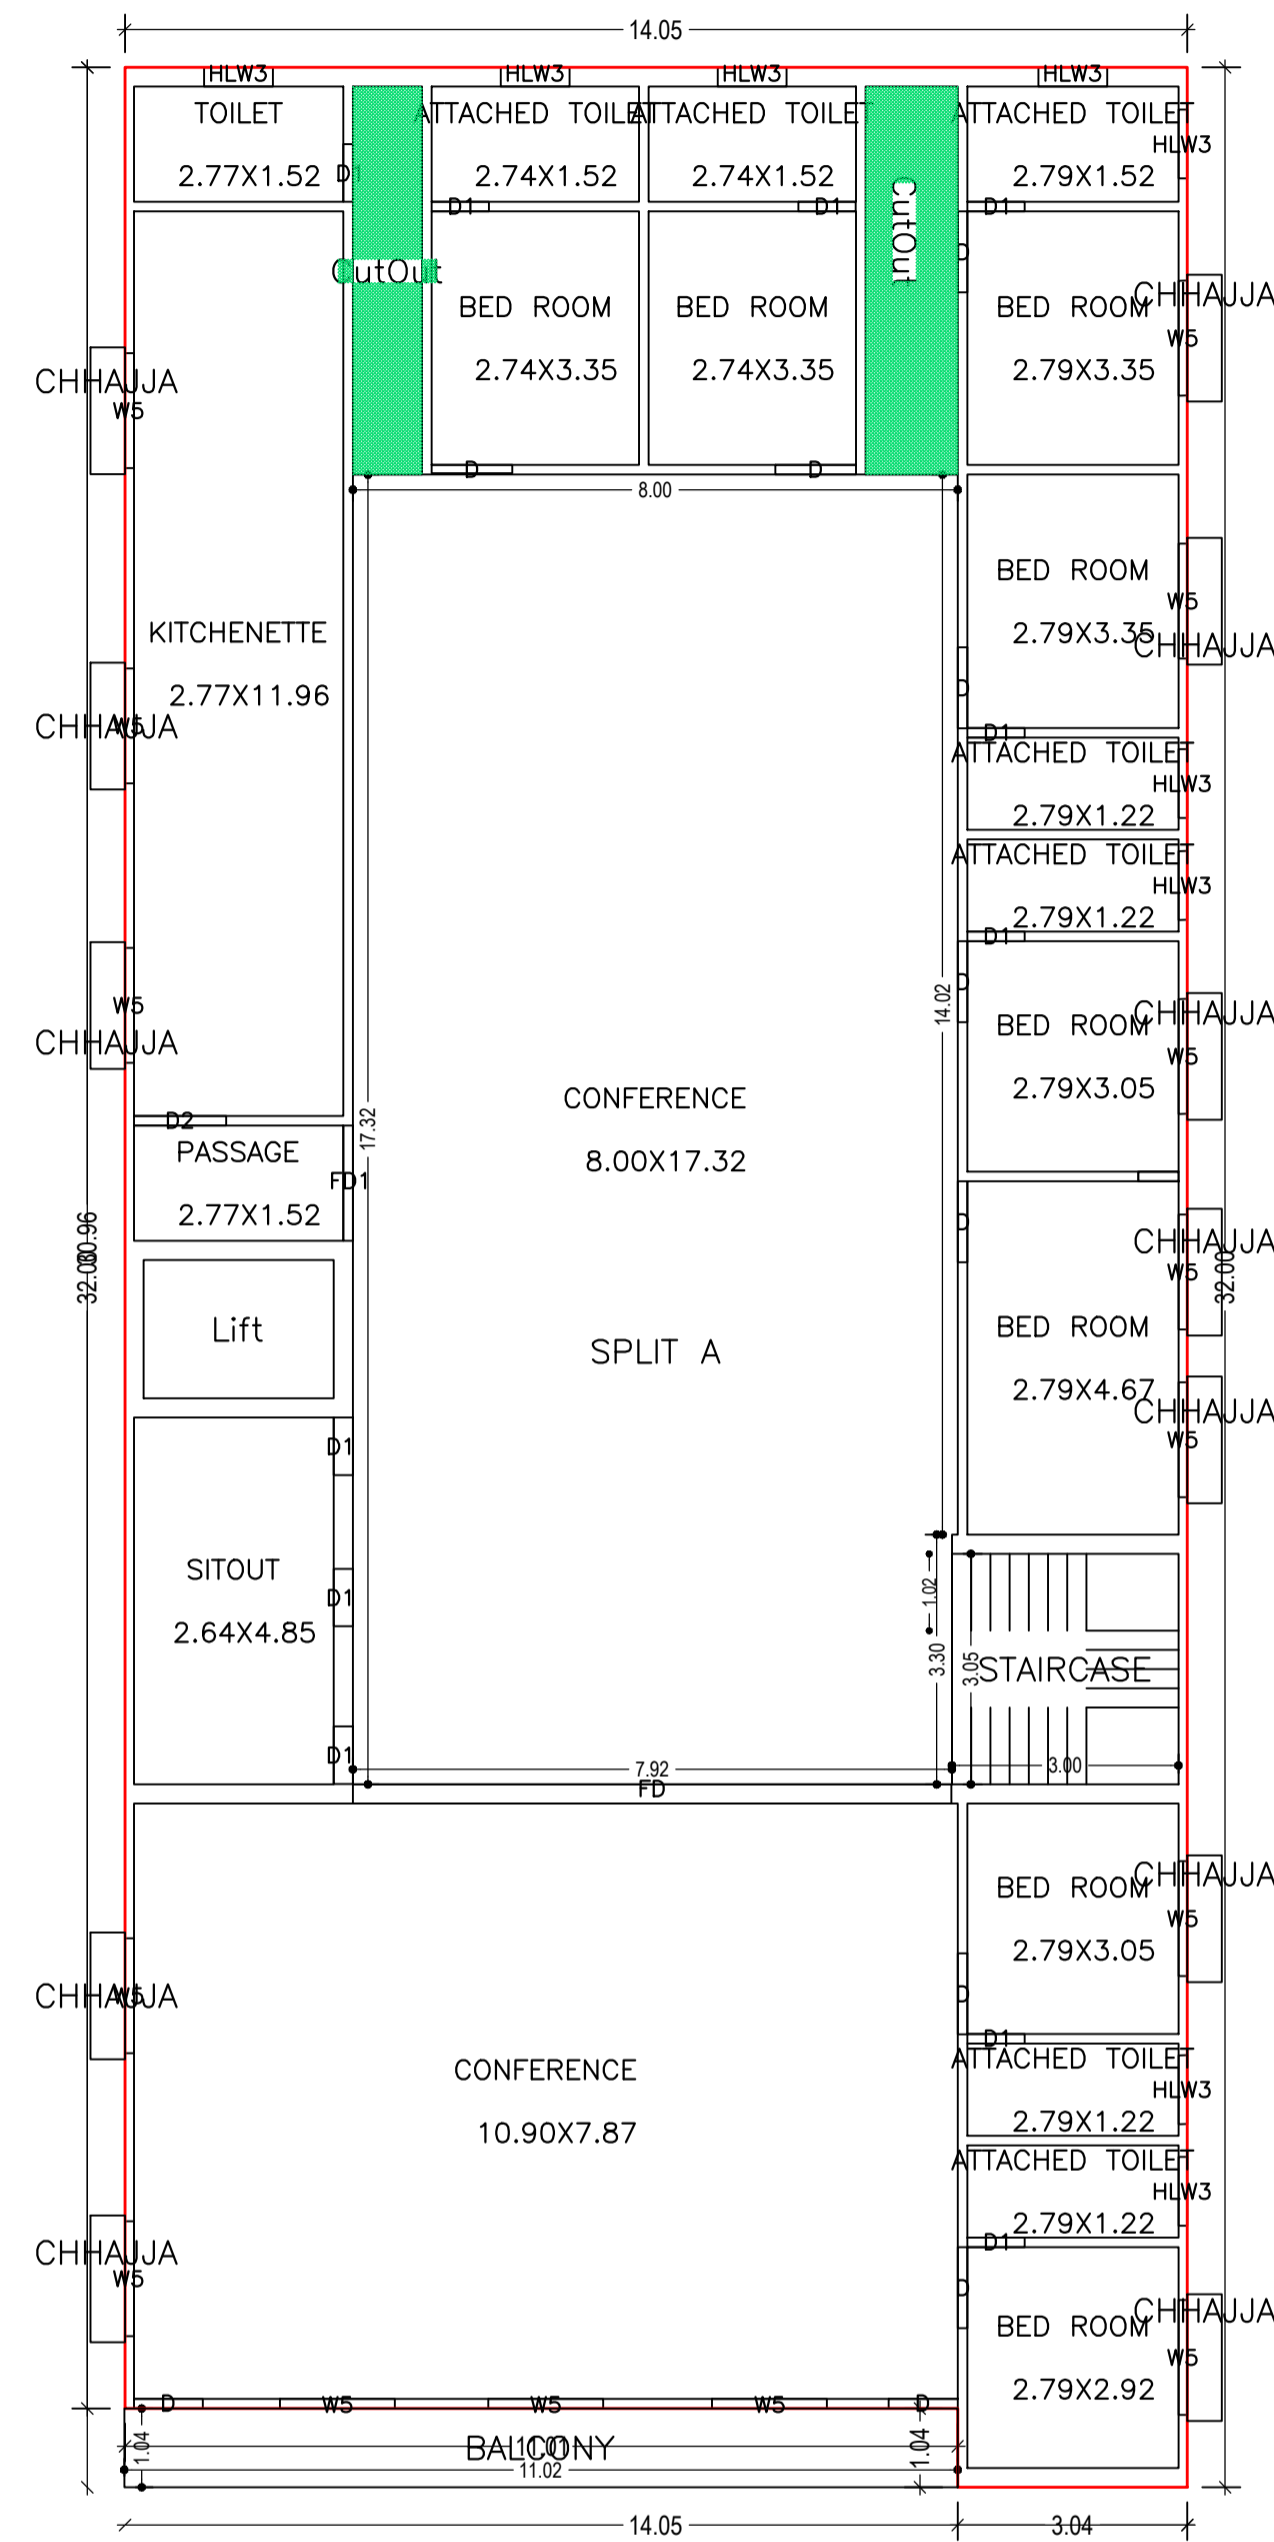 14.05
HLW3
HLW3
HLW3
HLW3
TOILET
2.77X1.52
D1
ATTACHED TOILET
2.74X1.52
D1
ATTACHED TOILET
2.74X1.52
D1
ATTACHED TOILET
HLW3
2.79X1.52
D1
CutOut
CutOut
D
BED ROOM
2.74X3.35
D
BED ROOM
2.74X3.35
D
BED ROOM
2.79X3.35
CHHAJJA
W5
CHHAJJA
W5
8.00
BED ROOM
2.79X3.35
W5
CHHAJJA
D
D1
KITCHENETTE
2.77X11.96
CHHAJJA
W5
ATTACHED TOILET
HLW3
2.79X1.22
ATTACHED TOILET
HLW3
2.79X1.22
D1
W5
CHHAJJA
14.02
D
BED ROOM
2.79X3.05
CHHAJJA
W5
CONFERENCE
8.00X17.32
17.32
D2
PASSAGE
2.77X1.52
FD1
32.00
30.96
D
CHHAJJA
W5
32.00
Lift
SPLIT A
BED ROOM
2.79X4.67
CHHAJJA
W5
D1
SITOUT
2.64X4.85
D1
D1
1.02
3.30
3.05
STAIRCASE
3.00
7.92
FD
BED ROOM
2.79X3.05
CHHAJJA
W5
D
D1
CHHAJJA
W5
CONFERENCE
10.90X7.87
ATTACHED TOILET
HLW3
2.79X1.22
ATTACHED TOILET
HLW3
2.79X1.22
D1
CHHAJJA
W5
D
BED ROOM
2.79X2.92
CHHAJJA
W5
D
W5
W5
W5
D
1.04
BALCONY
11.01
11.02
1.04
14.05
3.04